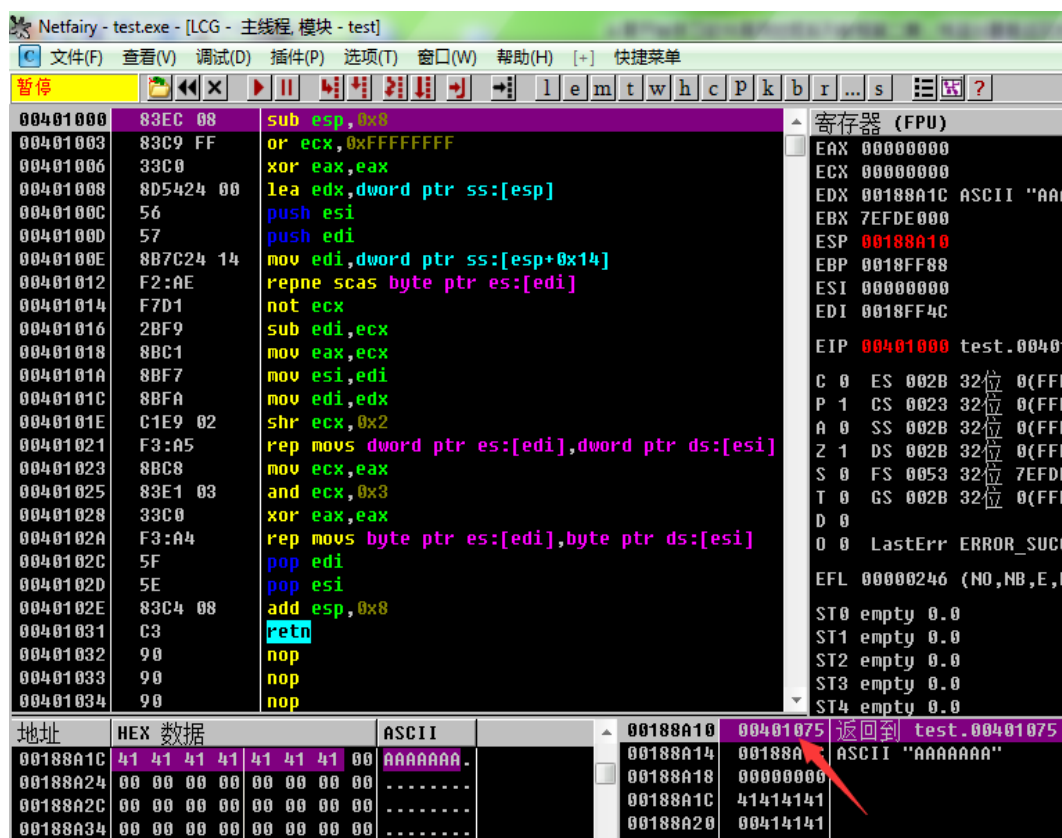 Netfairy - test.exe - [LCG - 主线程, 模块 - test]
C 文件(F) 查看(V) 调试(D) 插件(P) 选项(T) 窗口(W) 帮助(H) [+] 快捷菜单
暂停 l e m t w h c P k b r ... s ?
00401000 83EC 08 sub esp,0x8
00401003 83C9 FF or ecx,0xFFFFFFFF
00401006 33C0 xor eax,eax
00401008 8D5424 00 lea edx,dword ptr ss:[esp]
0040100C 56 push esi
0040100D 57 push edi
0040100E 8B7C24 14 mov edi,dword ptr ss:[esp+0x14]
00401012 F2:AE repne scas byte ptr es:[edi]
00401014 F7D1 not ecx
00401016 2BF9 sub edi,ecx
00401018 8BC1 mov eax,ecx
0040101A 8BF7 mov esi,edi
0040101C 8BFA mov edi,edx
0040101E C1E9 02 shr ecx,0x2
00401021 F3:A5 rep movs dword ptr es:[edi],dword ptr ds:[esi]
00401023 8BC8 mov ecx,eax
00401025 83E1 03 and ecx,0x3
00401028 33C0 xor eax,eax
0040102A F3:A4 rep movs byte ptr es:[edi],byte ptr ds:[esi]
0040102C 5F pop edi
0040102D 5E pop esi
0040102E 83C4 08 add esp,0x8
00401031 C3 retn
00401032 90 nop
00401033 90 nop
00401034 90 nop
寄存器 (FPU)
EAX 00000000
ECX 00000000
EDX 00188A1C ASCII "AAA
EBX 7EFDE000
ESP 00188A10
EBP 0018FF88
ESI 00000000
EDI 0018FF4C
EIP 00401000 test.00401
C 0 ES 002B 32位 0(FFF
P 1 CS 0023 32位 0(FFF
A 0 SS 002B 32位 0(FFF
Z 1 DS 002B 32位 0(FFF
S 0 FS 0053 32位 7EFDD
T 0 GS 002B 32位 0(FFF
D 0
O 0 LastErr ERROR_SUCC
EFL 00000246 (NO,NB,E,
ST0 empty 0.0
ST1 empty 0.0
ST2 empty 0.0
ST3 empty 0.0
ST4 empty 0.0
地址 HEX 数据 ASCII
00188A1C 41 41 41 41 41 41 41 00 AAAAAAA.
00188A24 00 00 00 00 00 00 00 00 ........
00188A2C 00 00 00 00 00 00 00 00 ........
00188A34 00 00 00 00 00 00 00 00 ........
00188A10 00401075 返回到 test.00401075
00188A14 00188A1C ASCII "AAAAAAA"
00188A18 00000000
00188A1C 41414141
00188A20 00414141